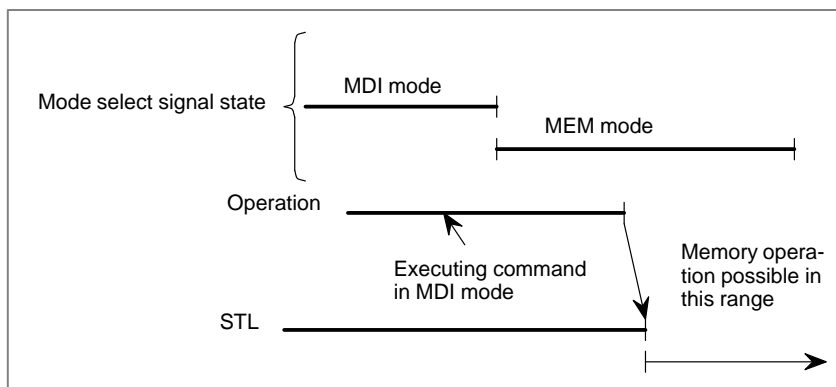 MDI mode
Mode select signal state
MEM mode
Operation
Executing command
in MDI mode
Memory opera-
tion possible in
this range
STL